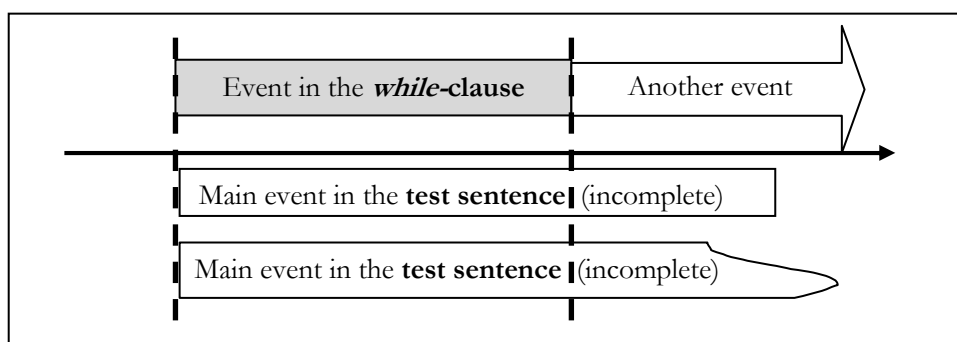 Event in the while-clause
Another event
Main event in the test sentence (incomplete)
Main event in the test sentence (incomplete)